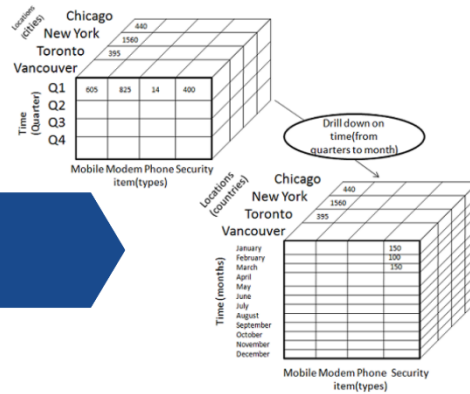 Locations
(cities)
Chicago
New York
Toronto
Vancouver
440
1560
395
Time
(Quarter)
Q1
Q2
Q3
Q4
605 825 14 400
Mobile Modem Phone Security
item(types)
Drill down on
time(from
quarters to month)
Locations
(countries)
Chicago
New York
Toronto
Vancouver
440
1560
395
Time (months)
January 150
February 100
March 150
April
May
June
July
August
September
October
November
December
Mobile Modem Phone Security
item(types)